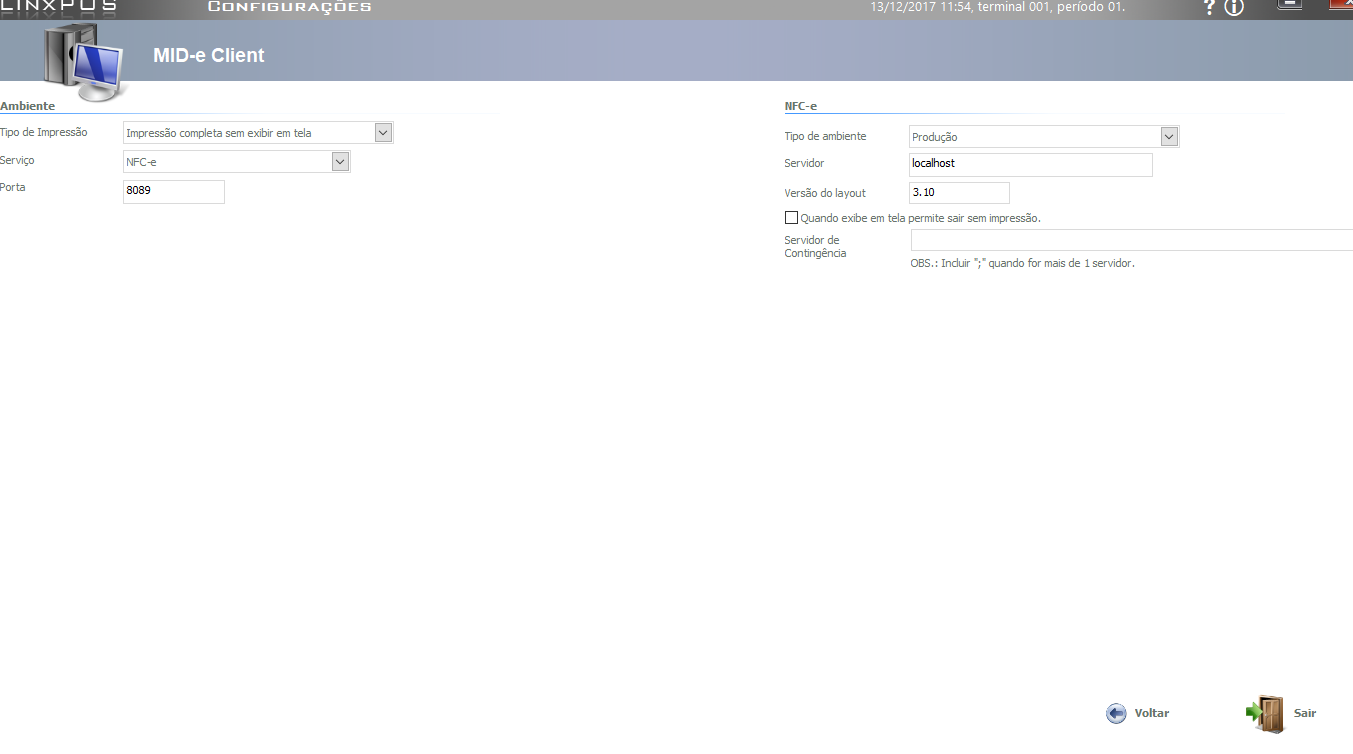 LINXPOS Configurações 13/12/2017 11:54, terminal 001, período 01. ?
MID-e Client
Ambiente
Tipo de Impressão Impressão completa sem exibir em tela
Serviço NFC-e
Porta 8089
NFC-e
Tipo de ambiente Produção
Servidor localhost
Versão do layout 3.10
Quando exibe em tela permite sair sem impressão.
Servidor de
Contingência
OBS.: Incluir ";" quando for mais de 1 servidor.
Voltar Sair